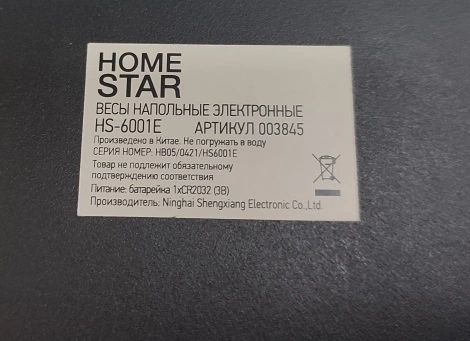 HOME
STAR
ВЕСЫ НАПОЛЬНЫЕ ЭЛЕКТРОННЫЕ
HS-6001E АРТИКУЛ 003845
Произведено в Китае. Не погружать в воду
СЕРИЯ НОМЕР: HB05/0421/HS6001E
Товар не подлежит обязательному
подтверждению соответствия
Питание: батарейка 1xCR2032 (3В)
Производитель: Ninghai Shengxiang Electronic Co.,Ltd.